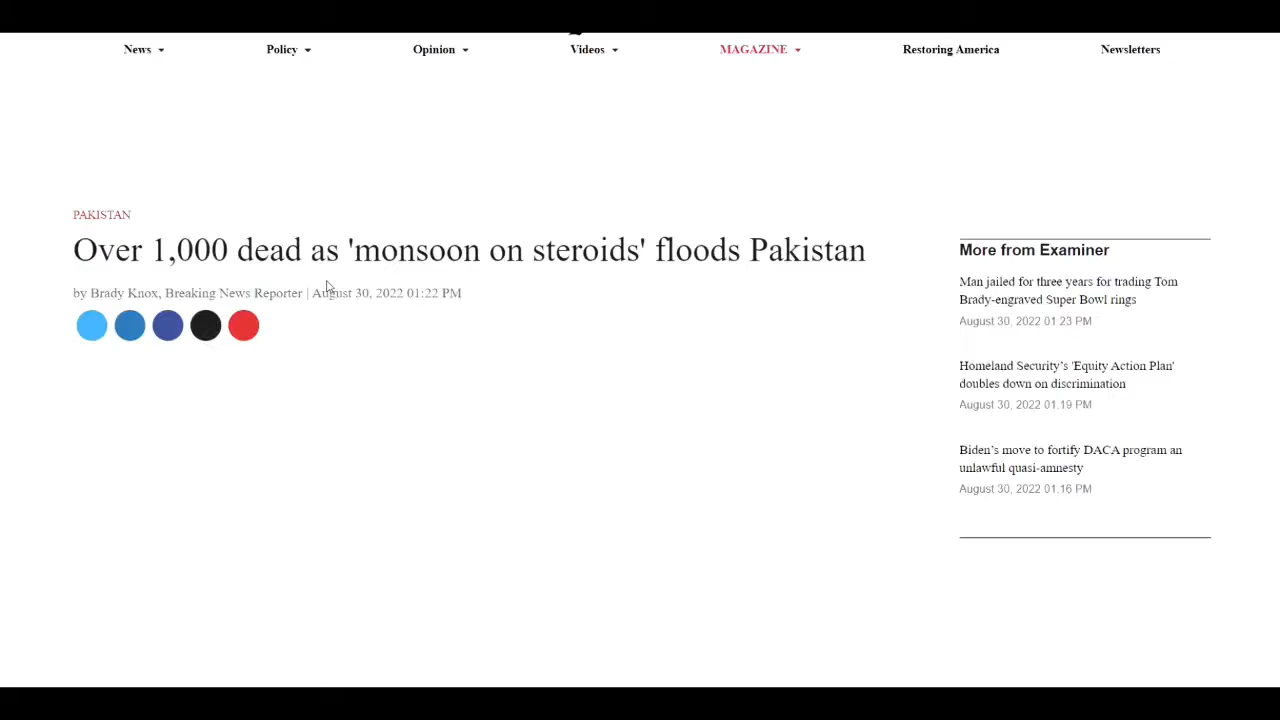 News
Policy
Opinion
Videos
MAGAZINE
Restoring America
Newsletters
PAKISTAN
Over 1,000 dead as 'monsoon on steroids' floods Pakistan
by Brady Knox, Breaking News Reporter | August 30, 2022 01:22 PM
More from Examiner
Man jailed for three years for trading Tom
Brady-engraved Super Bowl rings
August 30, 2022 01:23 PM
Homeland Security's 'Equity Action Plan'
doubles down on discrimination
August 30, 2022 01:19 PM
Biden's move to fortify DACA program an
unlawful quasi-amnesty
August 30, 2022 01:16 PM